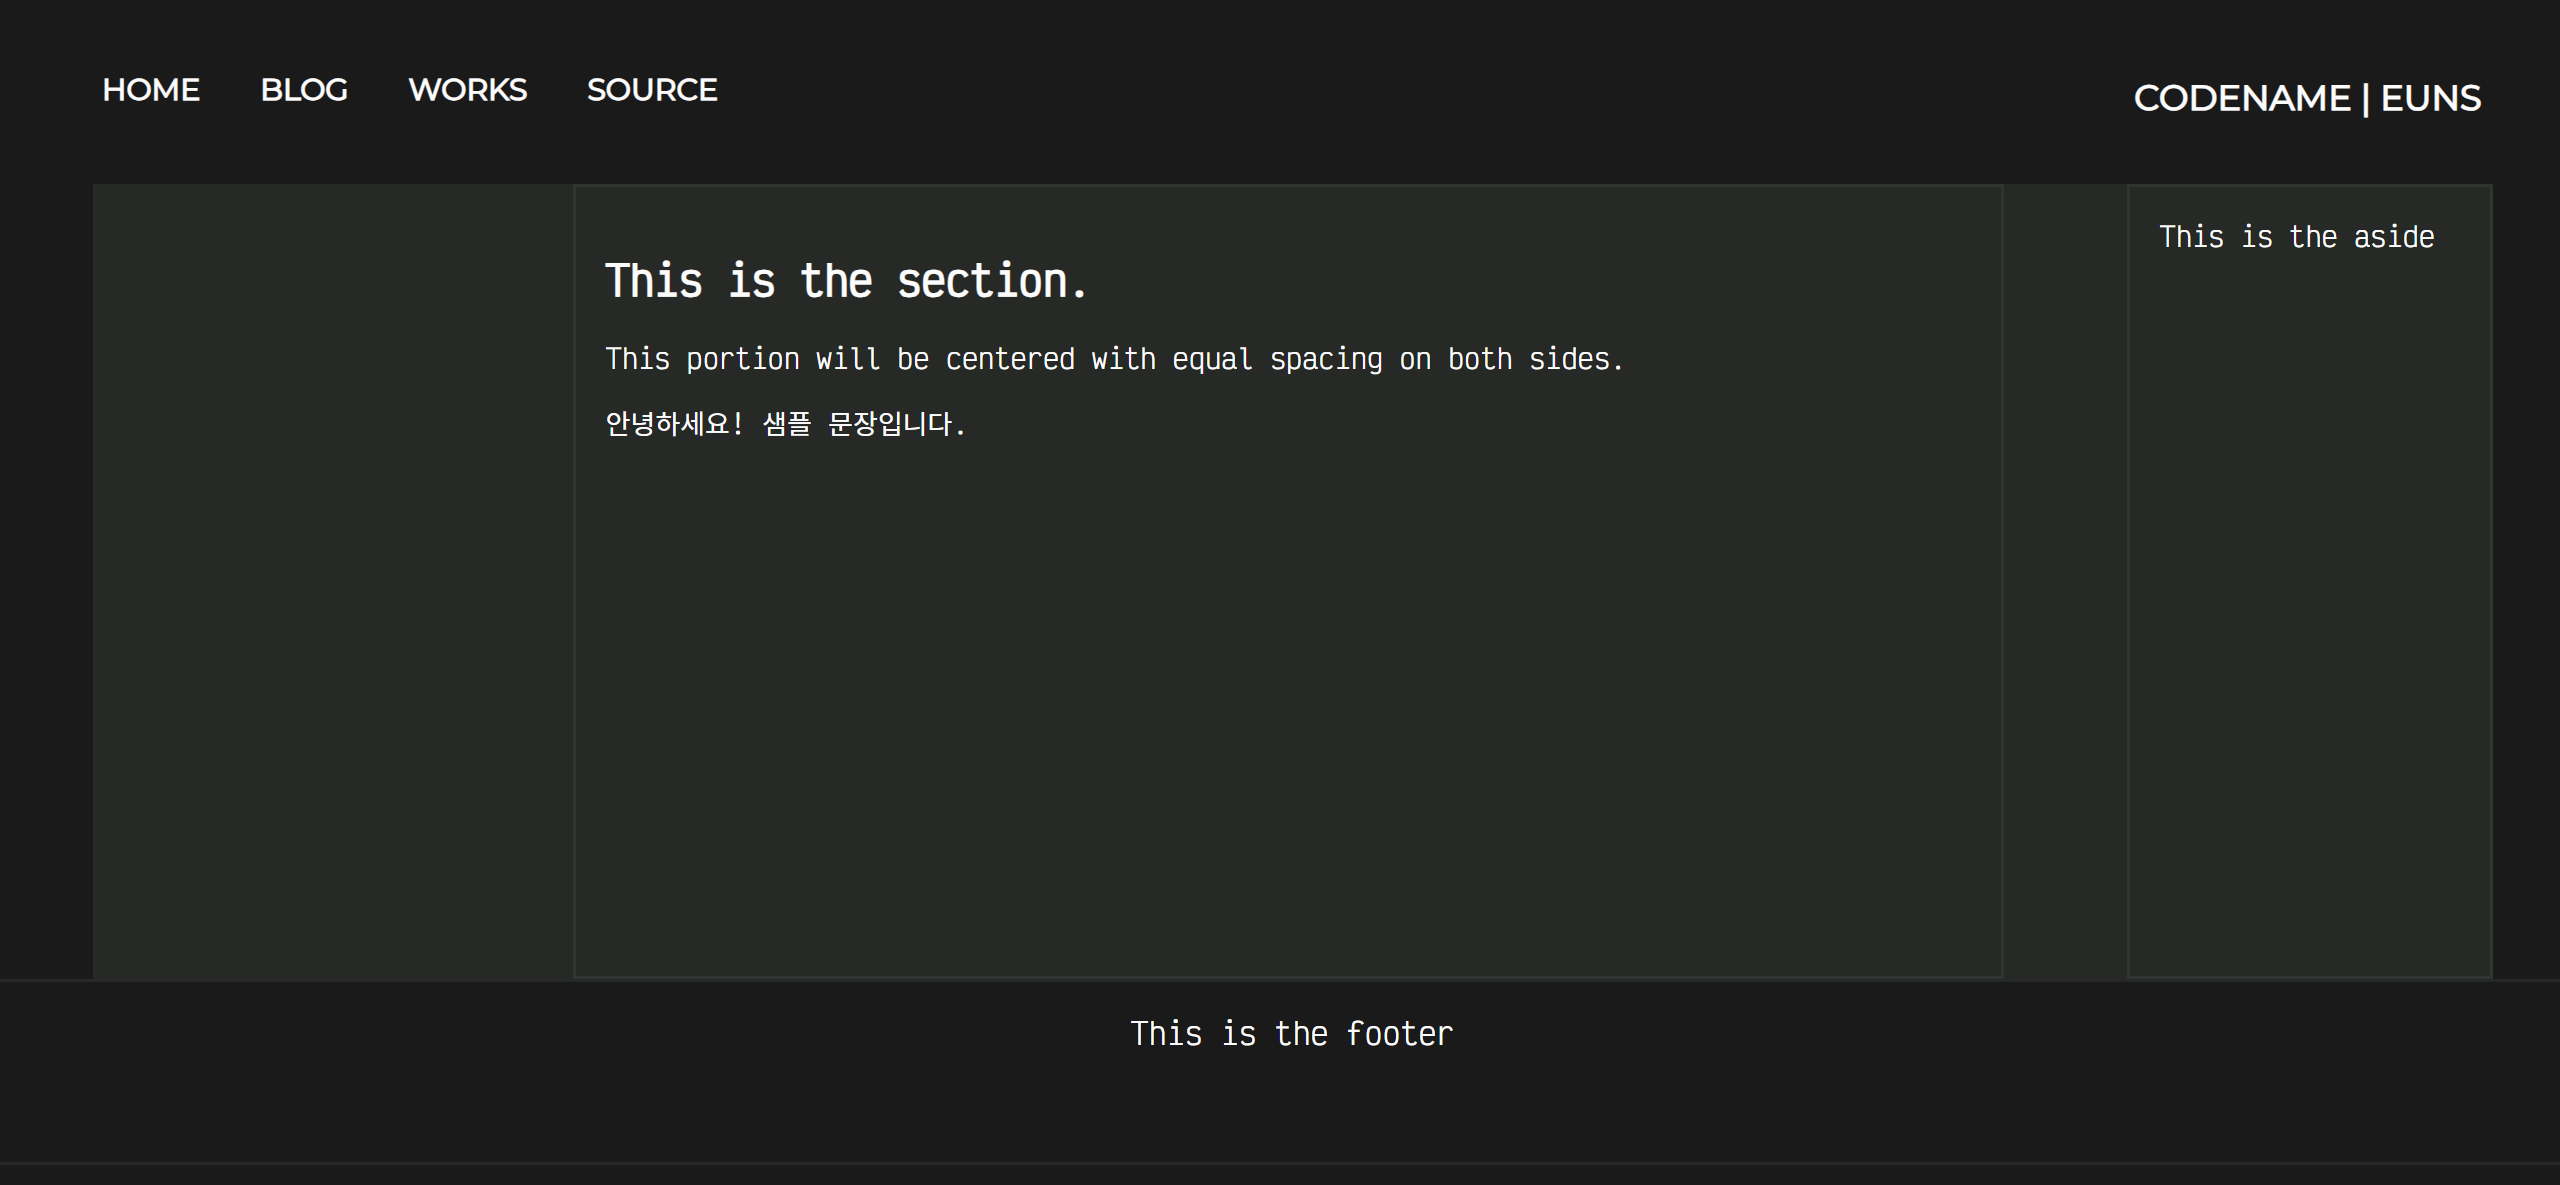 HOME BLOG WORKS SOURCE
CODENAME | EUNS
This is the section.
This portion will be centered with equal spacing on both sides.
안녕하세요! 샘플 문장입니다.
This is the aside
This is the footer